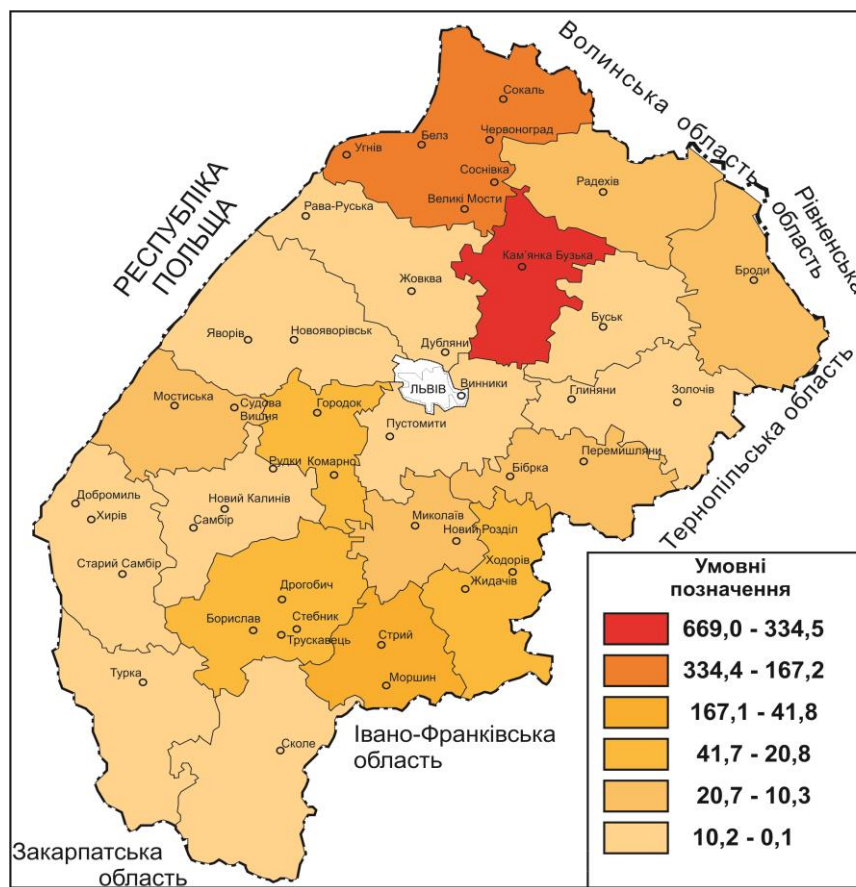 Волинська область
Рівненська
область
РЕСПУБЛІКА
ПОЛЬЩА
Сокаль
Белз
Червоноград
Угнів
Соснівка
Радехів
Великі Мости
Рава-Руська
Кам’янка Бузька
Броди
Жовква
Буськ
Яворів
Новояворівськ
Дубляни
ЛЬВІВ
Винники
Глиняни
Золочів
Мостиська
Судова
Вишня
Городок
Пустомити
Тернопільська область
Рудки
Комарно
Перемишляни
Бібрка
Добромиль
Хирів
Новий Калинів
Самбір
Миколаїв
Новий Розділ
Ходорів
Старий Самбір
Жидачів
Дрогобич
Борислав
Стебник
Трускавець
Стрий
Моршин
Турка
Сколе
Івано-Франківська
область
Закарпатська
область
Умовні
позначення
669,0 - 334,5
334,4 - 167,2
167,1 - 41,8
41,7 - 20,8
20,7 - 10,3
10,2 - 0,1